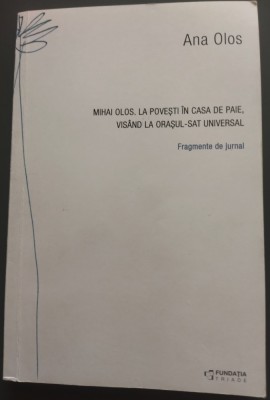 Ana Olos
MIHAI OLOS. LA POVEȘTI ÎN CASA DE PAIE,
VISÂND LA ORAȘUL-SAT UNIVERSAL
Fragmente de jurnal
FUNDAȚIA
TRIADE